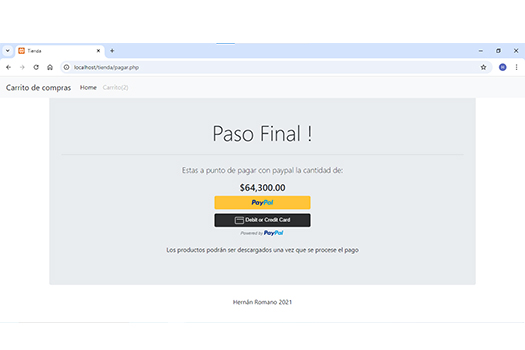 Tienda
localhost/tienda/pagar.php
Carrito de compras Home Carrito(2)
Paso Final !
Estas a punto de pagar con paypal la cantidad de:
$64,300.00
PayPal
Debit or Credit Card
Powered by PayPal
Los productos podrán ser descargados una vez que se procese el pago
Hernán Romano 2021